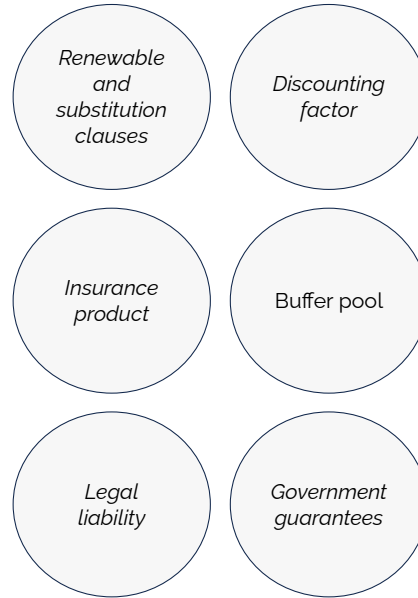 Renewable
and
substitution
clauses
Discounting
factor
Insurance
product
Buffer pool
Legal
liability
Government
guarantees